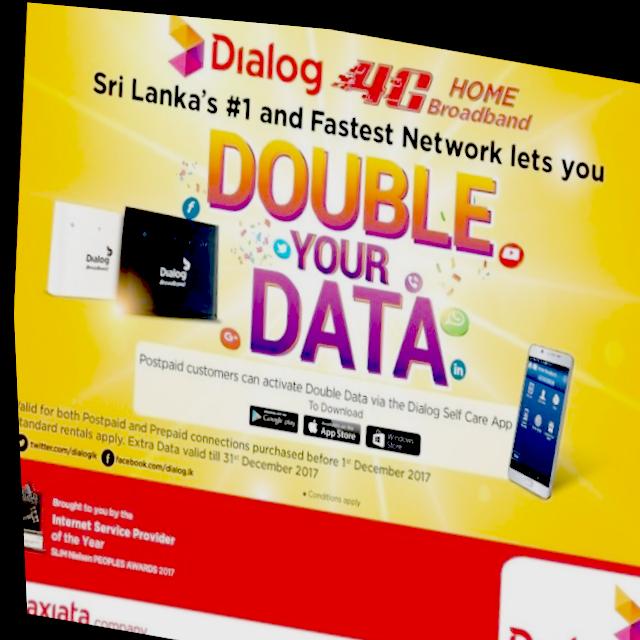 Dialog 4G HOME Broadband
Sri Lanka's #1 and Fastest Network lets you
DOUBLE
YOUR
DATA
Dialog
Broadband
Dialog
Broadband
Postpaid customers can activate Double Data via the Dialog Self Care App
To Download
Google play
App Store
Windows Store
alid for both Postpaid and Prepaid connections purchased before 1st December 2017
tandard rentals apply. Extra Data valid till 31st December 2017
twitter.com/dialoglk facebook.com/dialog.lk
• Conditions apply
Brought to you by the
Internet Service Provider
of the Year
SLIM Nielsen PEOPLES AWARDS 2017
axiata company